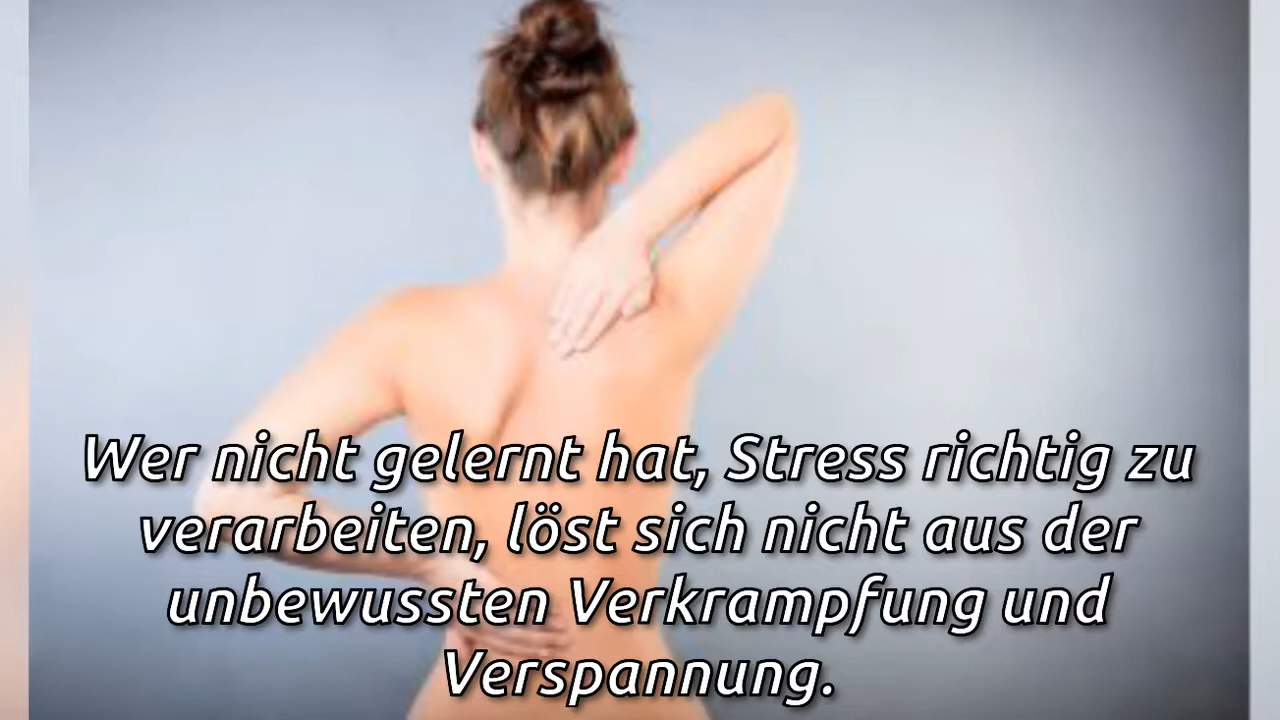 Wer nicht gelernt hat, Stress richtig zu
verarbeiten, löst sich nicht aus der
unbewussten Verkrampfung und
Verspannung.